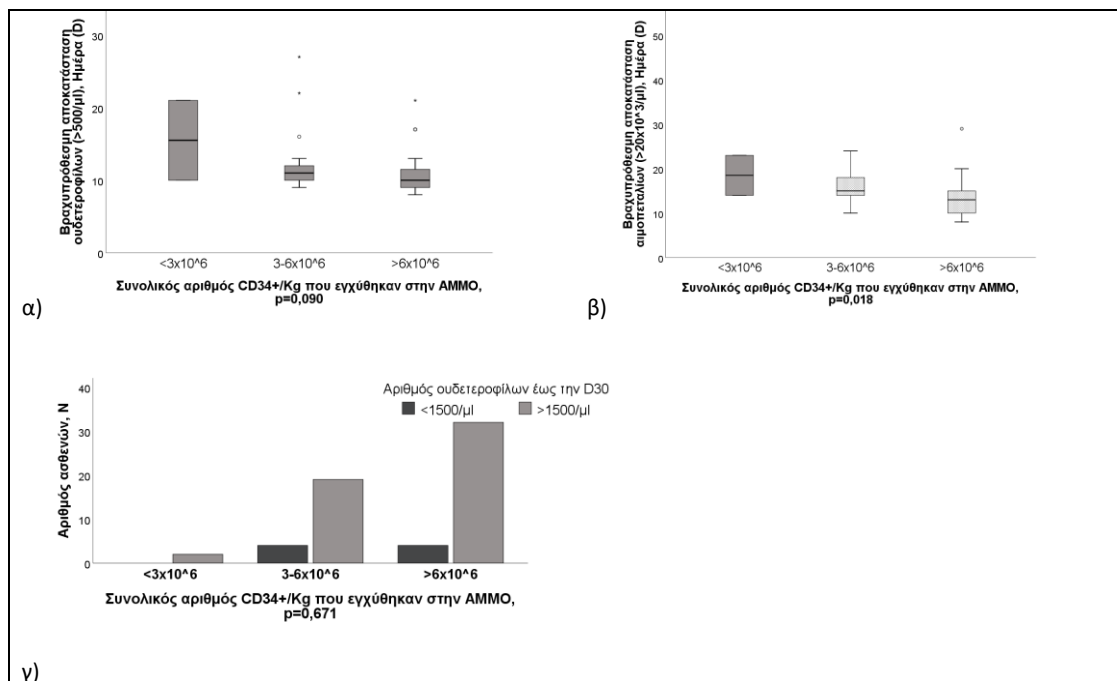 Βραχυπρόθεσμη αποκατάσταση
ουδετεροφίλων (>500/μl), Ημέρα (D)
30
20
10
0
<3x10^6
3-6x10^6
>6x10^6
Συνολικός αριθμός CD34+/Kg που εγχύθηκαν στην ΑΜΜΟ,
p=0,090
α)
Βραχυπρόθεσμη αποκατάσταση
αιμοπεταλίων (>20x10^3/μl), Ημέρα (D)
50
40
30
20
10
0
<3x10^6
3-6x10^6
>6x10^6
Συνολικός αριθμός CD34+/Kg που εγχύθηκαν στην ΑΜΜΟ,
p=0,018
β)
Αριθμός ασθενών, N
40
30
20
10
0
Αριθμός ουδετεροφίλων έως την D30
<1500/μl
>1500/μl
<3x10^6
3-6x10^6
>6x10^6
Συνολικός αριθμός CD34+/Kg που εγχύθηκαν στην ΑΜΜΟ,
p=0,671
γ)